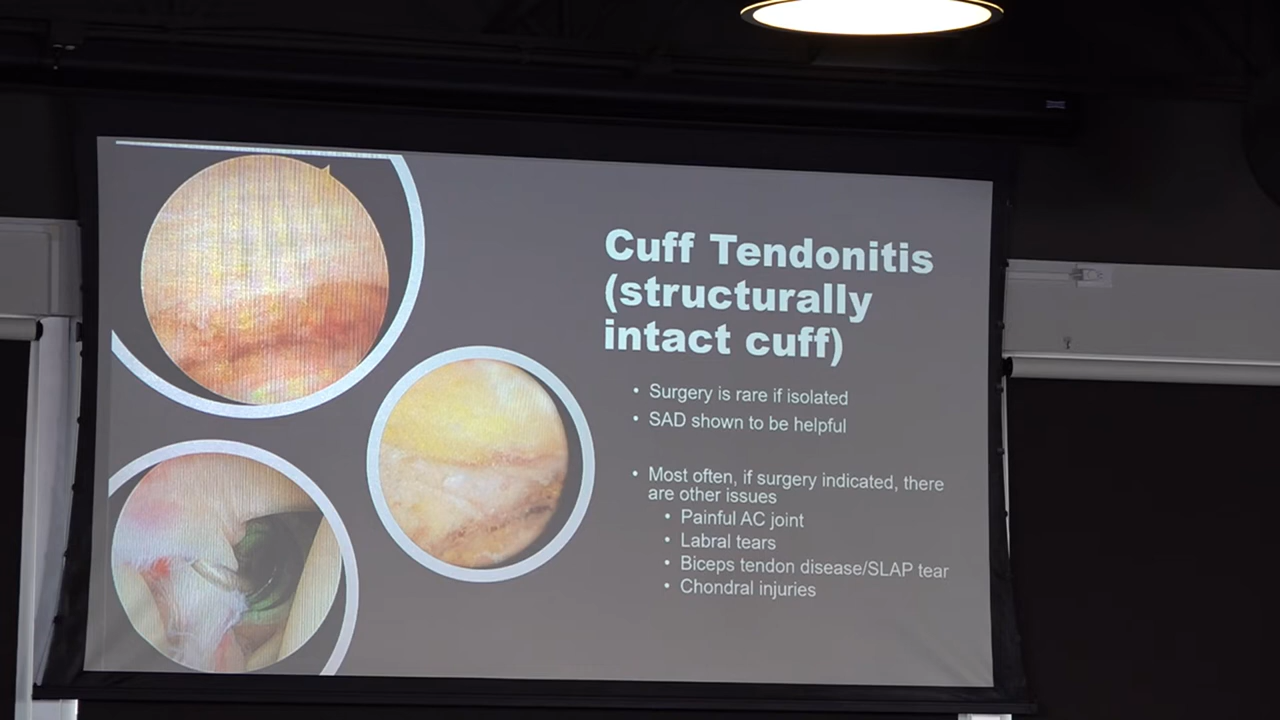 Cuff Tendonitis
(structurally
intact cuff)
• Surgery is rare if isolated
• SAD shown to be helpful
• Most often, if surgery indicated, there
are other issues
• Painful AC joint
• Labral tears
• Biceps tendon disease/SLAP tear
• Chondral injuries